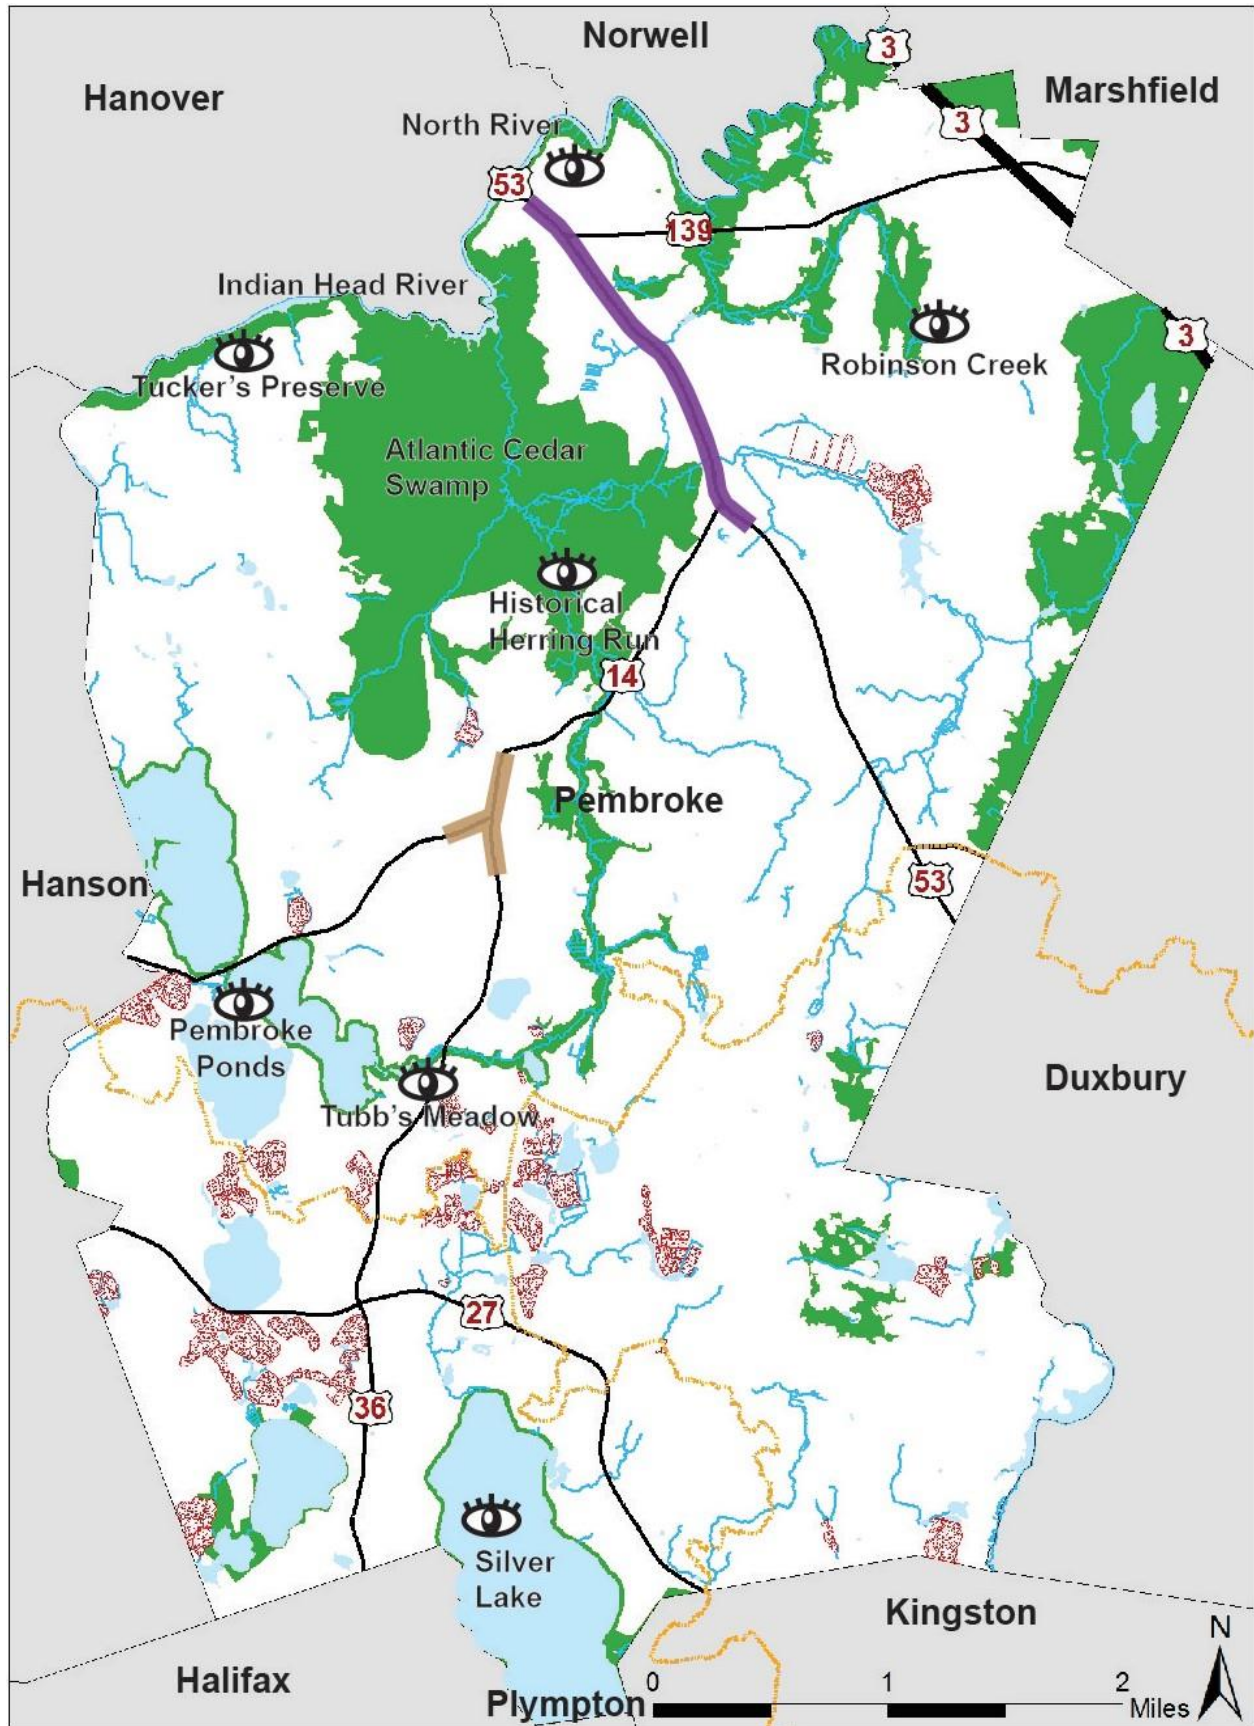 Norwell
3
Hanover
Marshfield
3
North River
53
139
Indian Head River
3
Tucker's Preserve
Robinson Creek
Atlantic Cedar
Swamp
Historical
Herring Run
14
Pembroke
Hanson
53
Pembroke
Ponds
Duxbury
Tubb's Meadow
27
36
Silver
Lake
Kingston
N
Halifax
Plympton
0 1 2
Miles